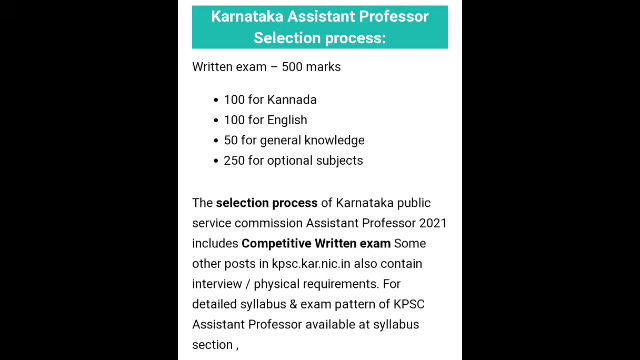 Karnataka Assistant Professor
Selection process:
Written exam – 500 marks
• 100 for Kannada
• 100 for English
• 50 for general knowledge
• 250 for optional subjects
The selection process of Karnataka public
service commission Assistant Professor 2021
includes Competitive Written exam Some
other posts in kpsc.kar.nic.in also contain
interview / physical requirements. For
detailed syllabus & exam pattern of KPSC
Assistant Professor available at syllabus
section ,